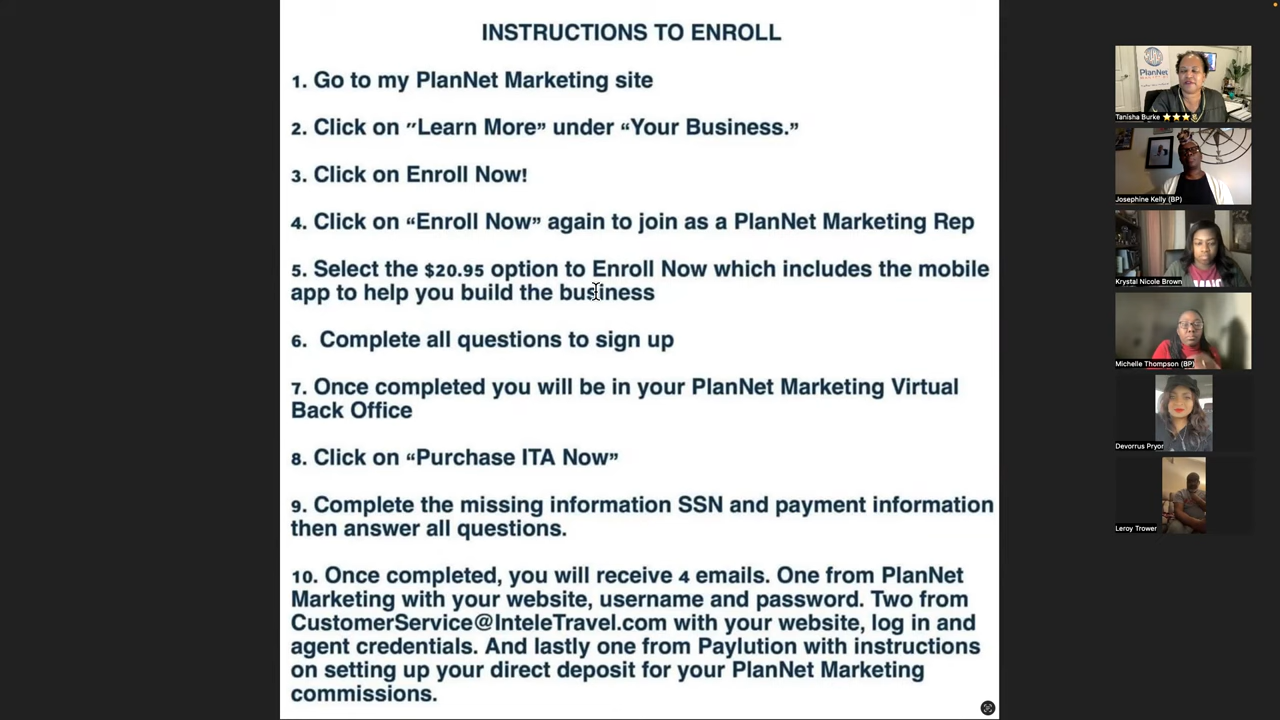 INSTRUCTIONS TO ENROLL
1. Go to my PlanNet Marketing site
2. Click on "Learn More” under “Your Business.”
3. Click on Enroll Now!
4. Click on “Enroll Now” again to join as a PlanNet Marketing Rep
5. Select the $20.95 option to Enroll Now which includes the mobile
app to help you build the business
6. Complete all questions to sign up
7. Once completed you will be in your PlanNet Marketing Virtual
Back Office
8. Click on “Purchase ITA Now”
9. Complete the missing information SSN and payment information
then answer all questions.
10. Once completed, you will receive 4 emails. One from PlanNet
Marketing with your website, username and password. Two from
CustomerService@InteleTravel.com with your website, log in and
agent credentials. And lastly one from Paylution with instructions
on setting up your direct deposit for your PlanNet Marketing
commissions.
PlanNet
Tanisha Burke ⭐⭐⭐
Josephine Kelly (BP)
Krystal Nicole Brown
Michelle Thompson (BP)
Devorrus Pryor
Leroy Trower